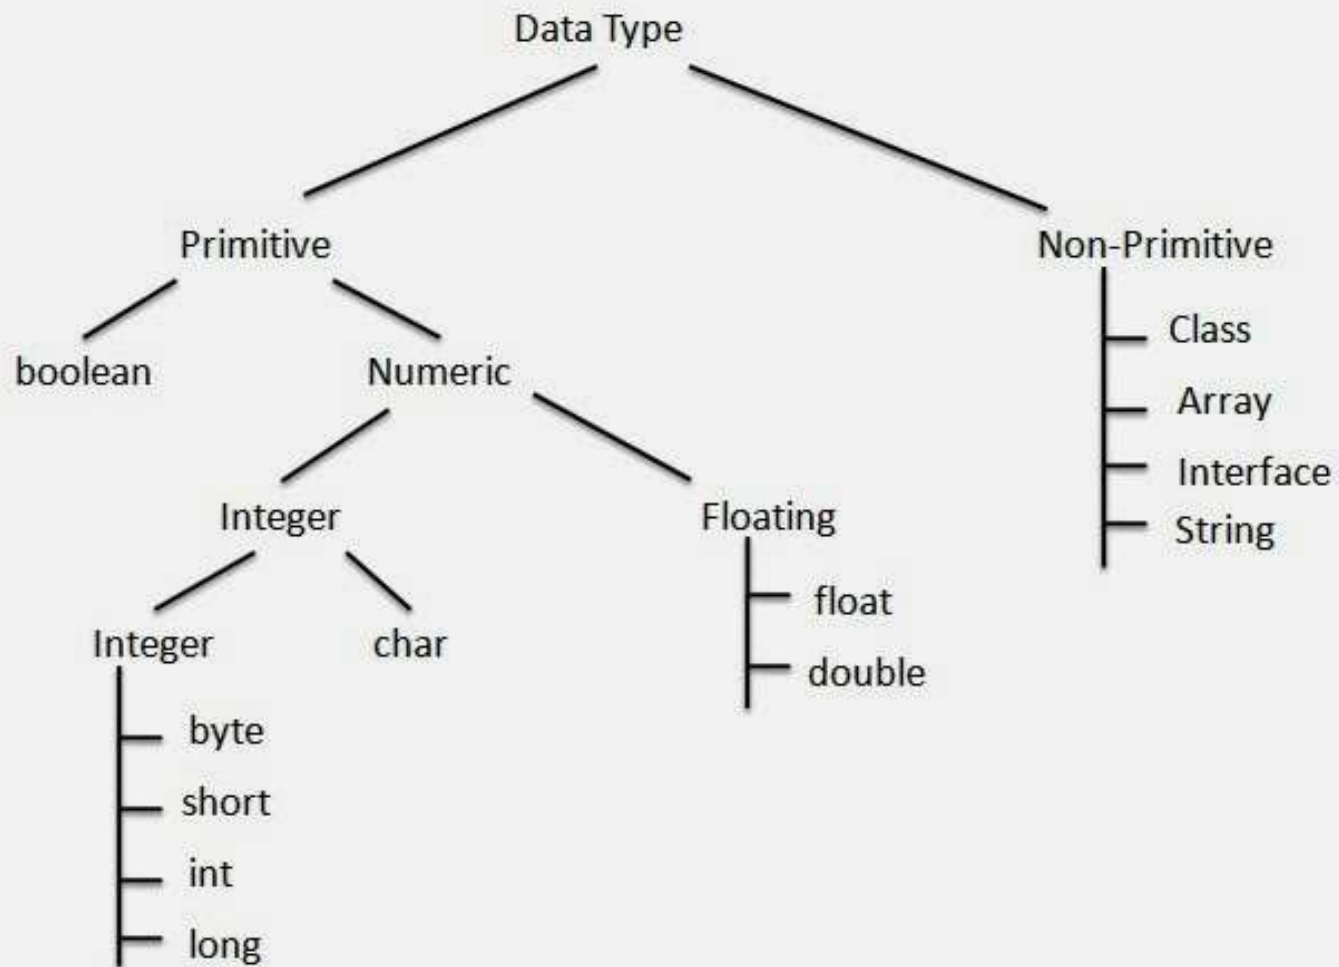 Data Type
Primitive
Non-Primitive
boolean
Numeric
Class
Array
Interface
String
Integer
Floating
float
double
Integer
char
byte
short
int
long